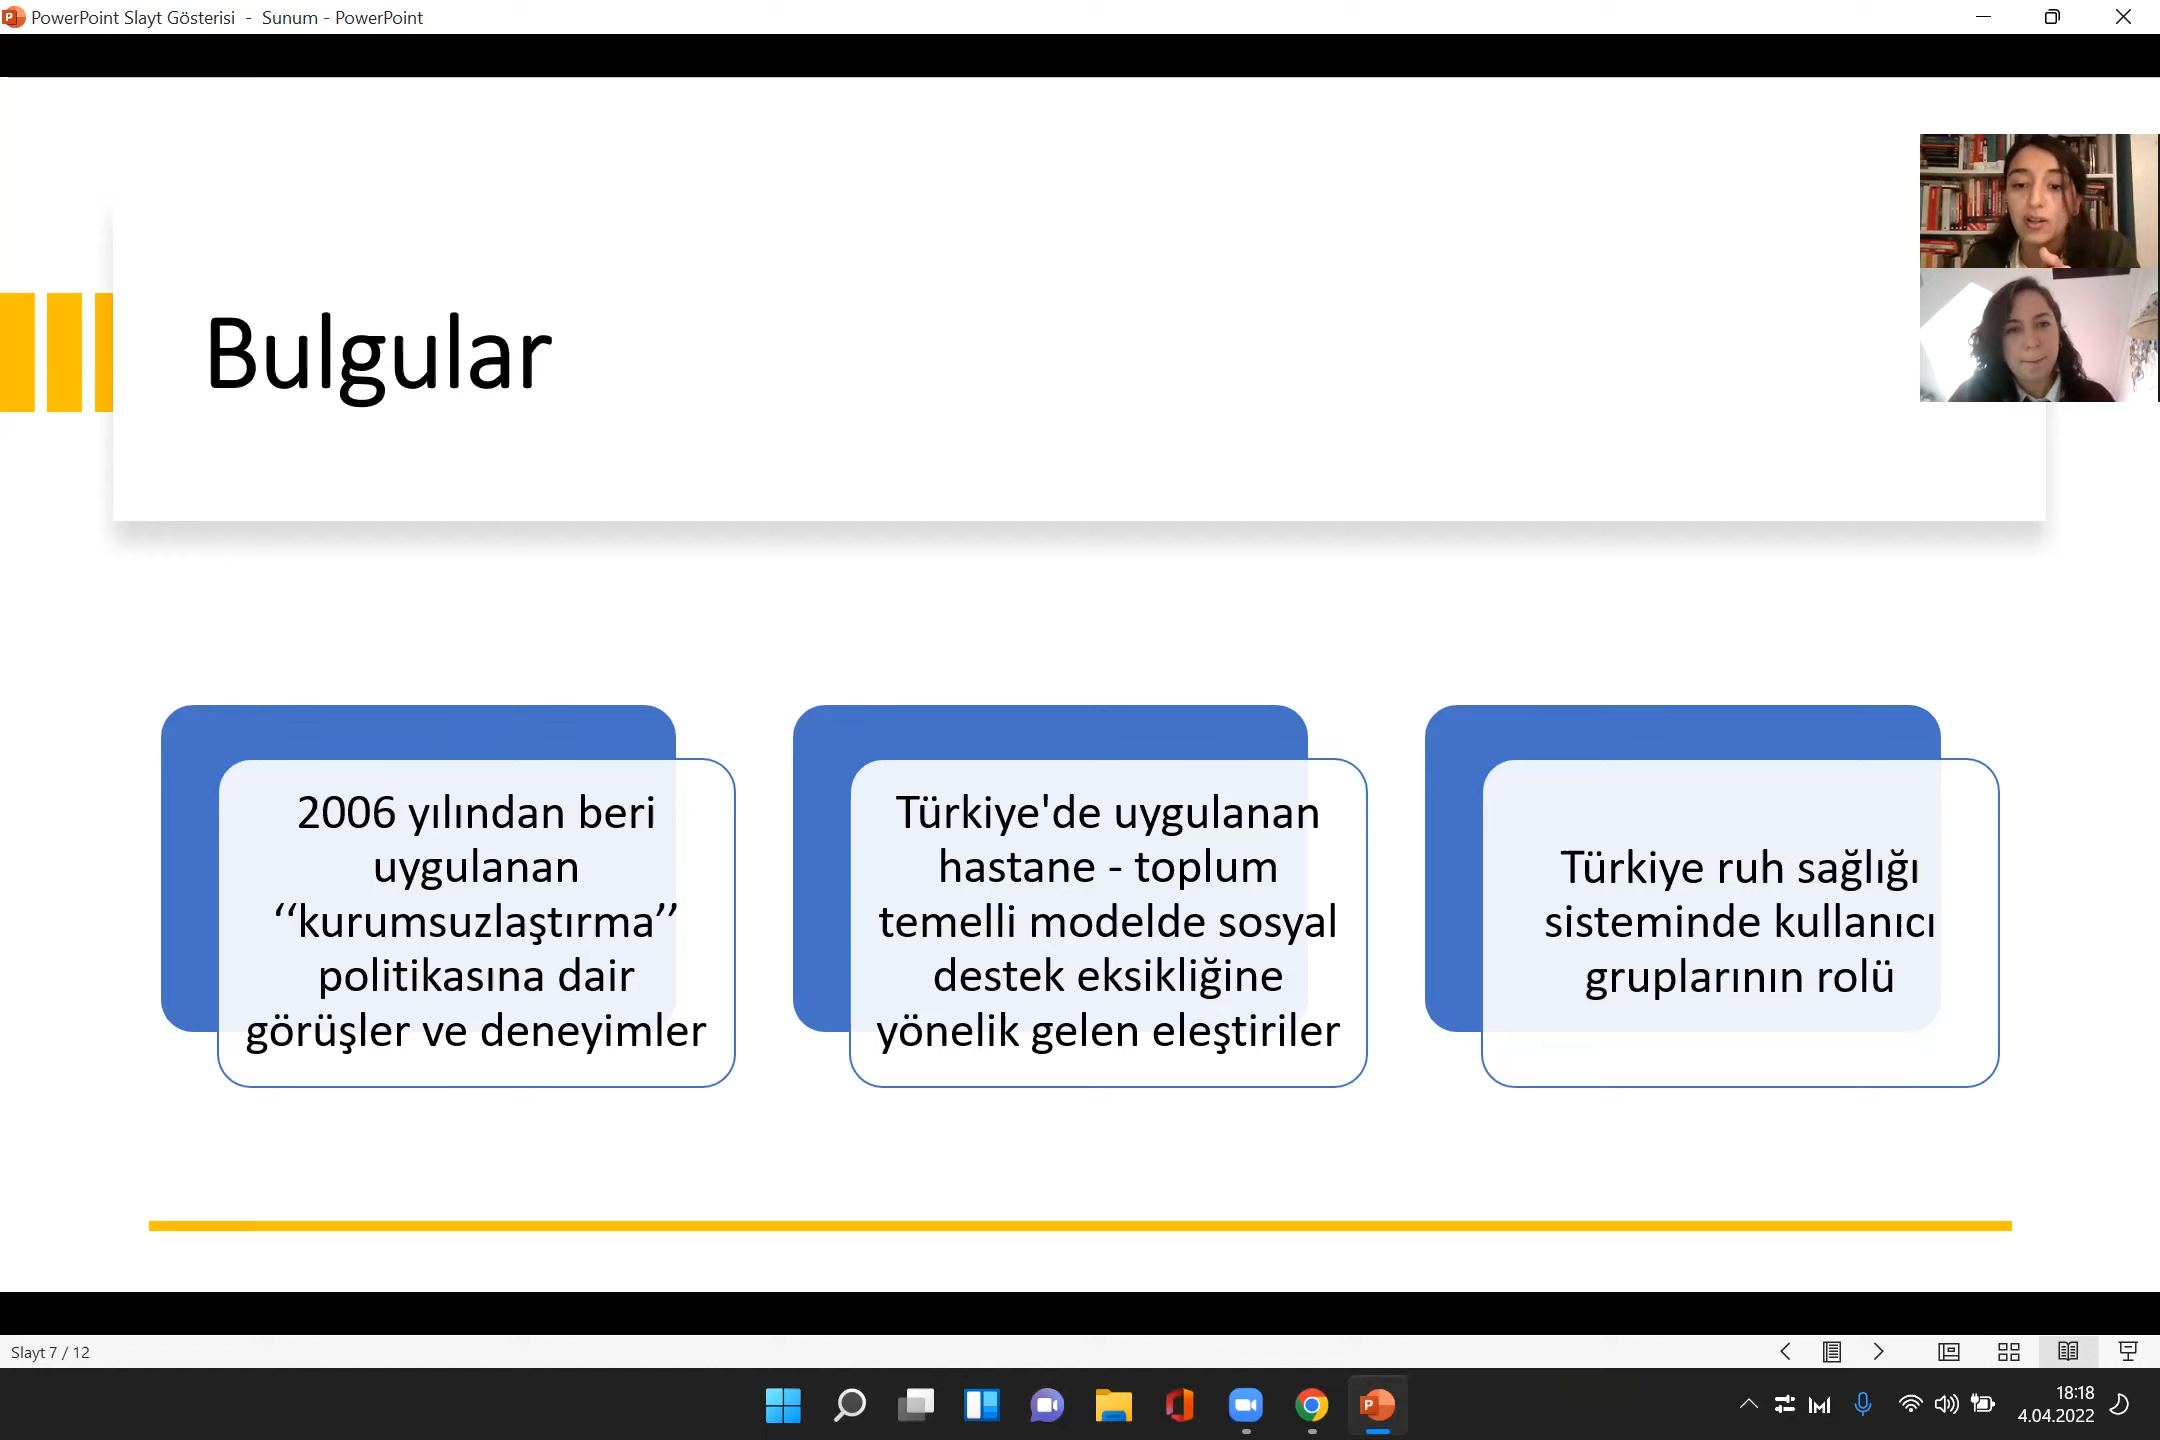 PowerPoint Slayt Gösterisi - Sunum - PowerPoint
Bulgular
2006 yılından beri
uygulanan
‘‘kurumsuzlaştırma’’
politikasına dair
görüşler ve deneyimler
Türkiye'de uygulanan
hastane - toplum
temelli modelde sosyal
destek eksikliğine
yönelik gelen eleştiriler
Türkiye ruh sağlığı
sisteminde kullanıcı
gruplarının rolü
Slayt 7 / 12
18:18
4.04.2022